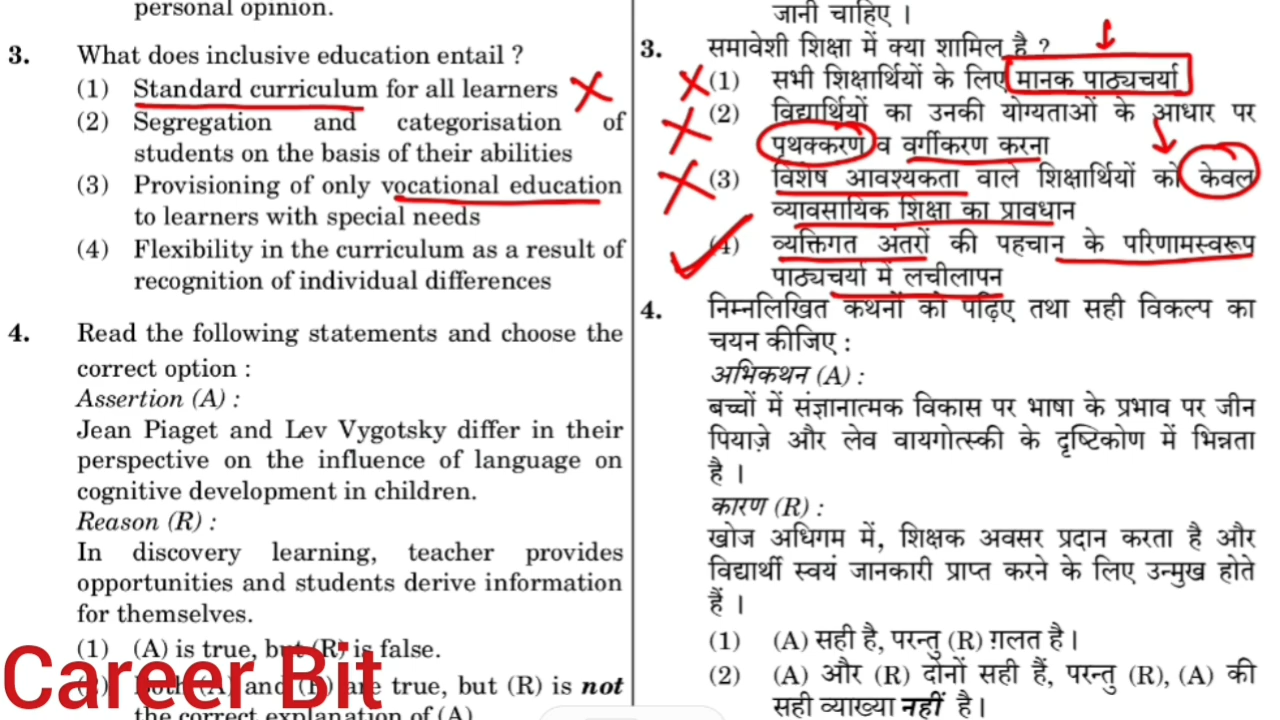 personal opinion.
3. What does inclusive education entail ?
(1) Standard curriculum for all learners
(2) Segregation and categorisation of
students on the basis of their abilities
(3) Provisioning of only vocational education
to learners with special needs
(4) Flexibility in the curriculum as a result of
recognition of individual differences
4. Read the following statements and choose the
correct option :
Assertion (A) :
Jean Piaget and Lev Vygotsky differ in their
perspective on the influence of language on
cognitive development in children.
Reason (R) :
In discovery learning, teacher provides
opportunities and students derive information
for themselves.
(1) (A) is true, but (R) is false.
(2) Both (A) and (R) are true, but (R) is not
the correct explanation of (A)
Career Bit
जानी चाहिए ।
3. समावेशी शिक्षा में क्या शामिल है ?
(1) सभी शिक्षार्थियों के लिए मानक पाठ्यचर्या
(2) विद्यार्थियों का उनकी योग्यताओं के आधार पर
पृथक्करण व वर्गीकरण करना
(3) विशेष आवश्यकता वाले शिक्षार्थियों को केवल
व्यावसायिक शिक्षा का प्रावधान
(4) व्यक्तिगत अंतरों की पहचान के परिणामस्वरूप
पाठ्यचर्या में लचीलापन
4. निम्नलिखित कथनों को पढ़िए तथा सही विकल्प का
चयन कीजिए :
अभिकथन (A) :
बच्चों में संज्ञानात्मक विकास पर भाषा के प्रभाव पर जीन
पियाज़े और लेव वायगोत्स्की के दृष्टिकोण में भिन्नता
है ।
कारण (R) :
खोज अधिगम में, शिक्षक अवसर प्रदान करता है और
विद्यार्थी स्वयं जानकारी प्राप्त करने के लिए उन्मुख होते
हैं ।
(1) (A) सही है, परन्तु (R) ग़लत है ।
(2) (A) और (R) दोनों सही हैं, परन्तु (R), (A) की
सही व्याख्या नहीं है ।